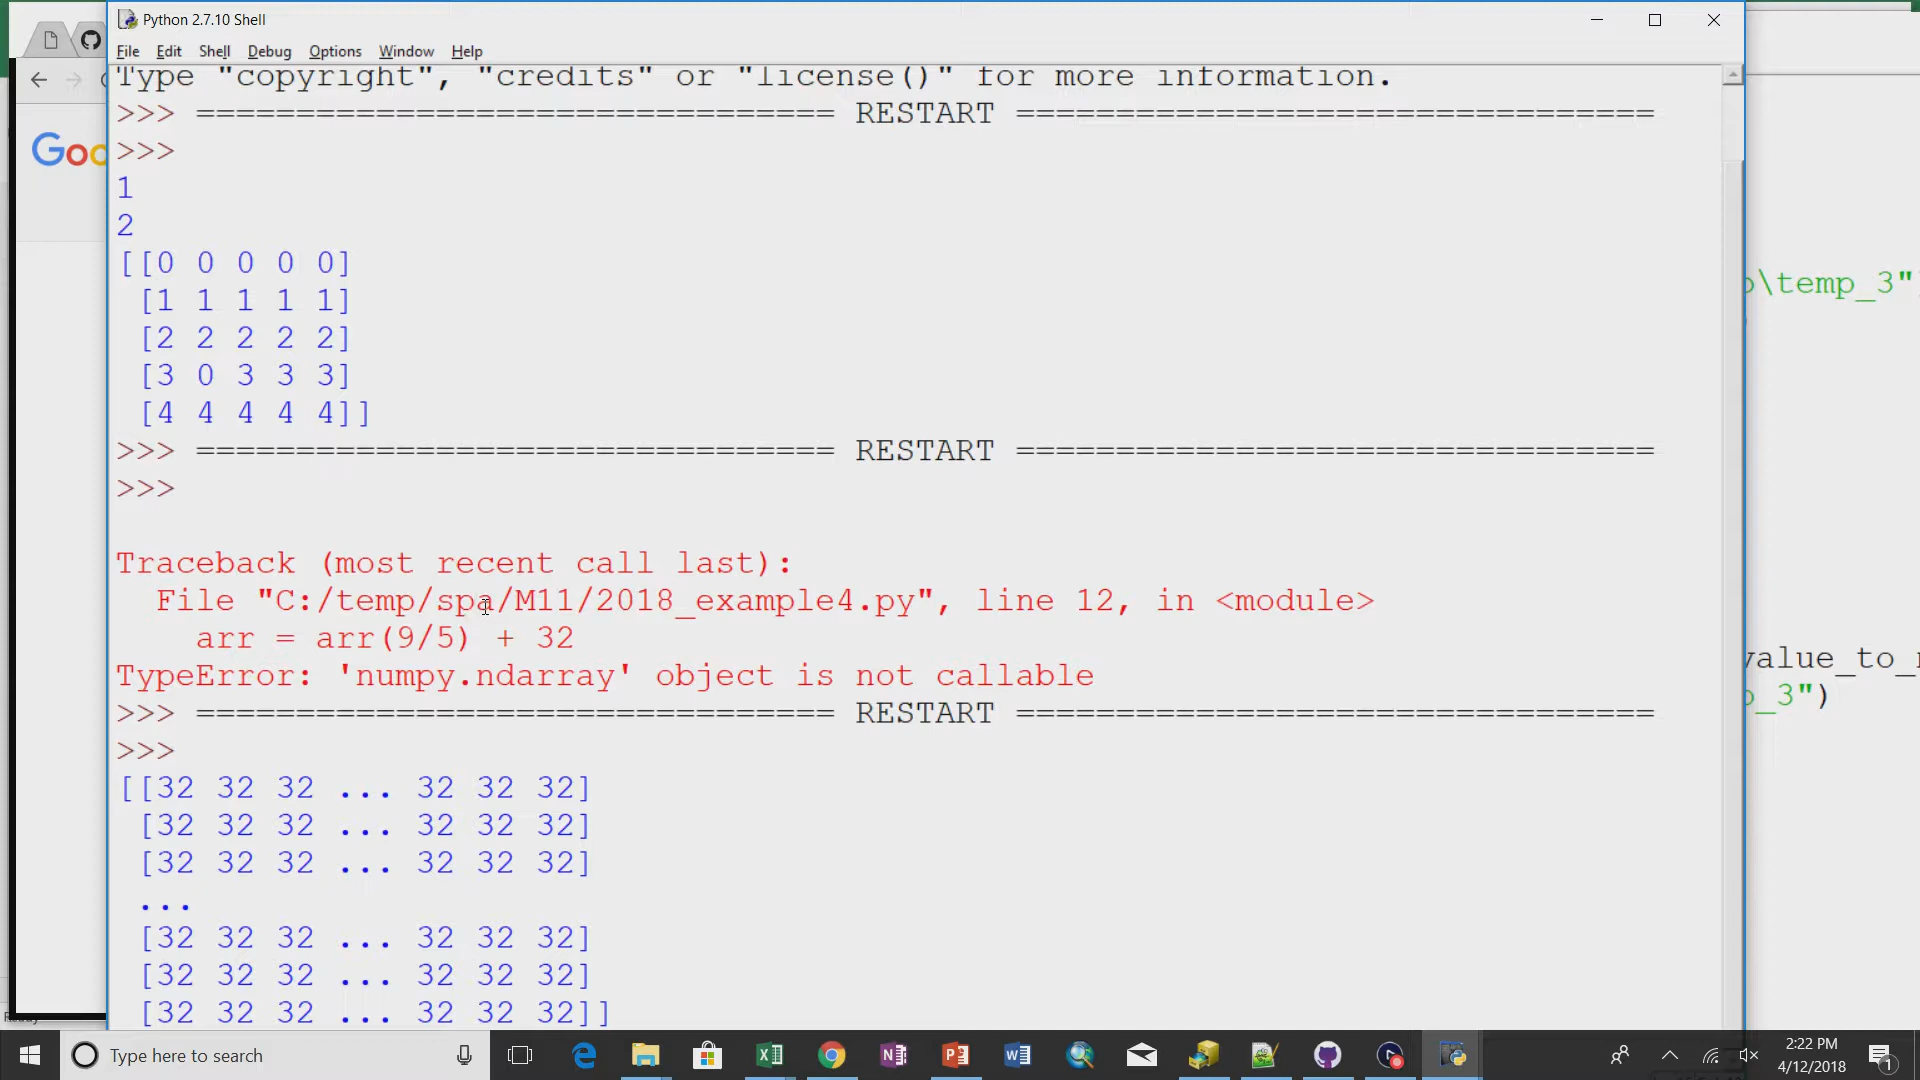 Python 2.7.10 Shell
File Edit Shell Debug Options Window Help
Type "copyright", "credits" or "license()" for more information.
>>> ================================ RESTART ================================
>>>
1
2
[[0 0 0 0 0]
[1 1 1 1 1]
[2 2 2 2 2]
[3 0 3 3 3]
[4 4 4 4 4]]
>>> ================================ RESTART ================================
>>>
Traceback (most recent call last):
File "C:/temp/spa/M11/2018_example4.py", line 12, in <module>
arr = arr(9/5) + 32
TypeError: 'numpy.ndarray' object is not callable
>>> ================================ RESTART ================================
>>>
[[32 32 32 ... 32 32 32]
[32 32 32 ... 32 32 32]
[32 32 32 ... 32 32 32]
...
[32 32 32 ... 32 32 32]
[32 32 32 ... 32 32 32]
[32 32 32 ... 32 32 32]]
Goo
\temp_3"
value_to_
_3")
Type here to search
2:22 PM
4/12/2018
1